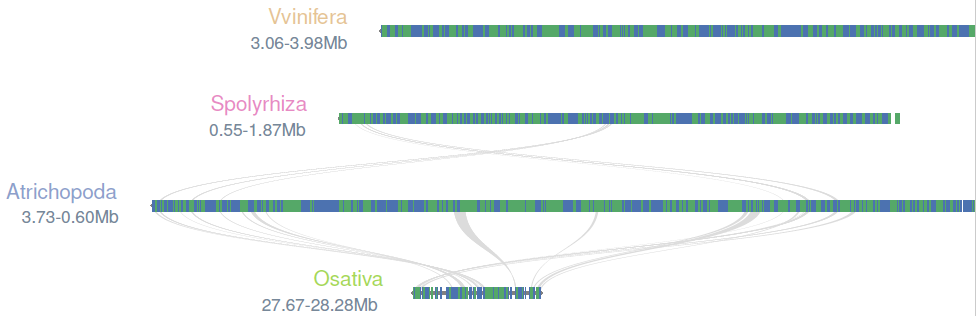 Vvinifera
3.06-3.98Mb
Spolyrhiza
0.55-1.87Mb
Atrichopoda
3.73-0.60Mb
Osativa
27.67-28.28Mb